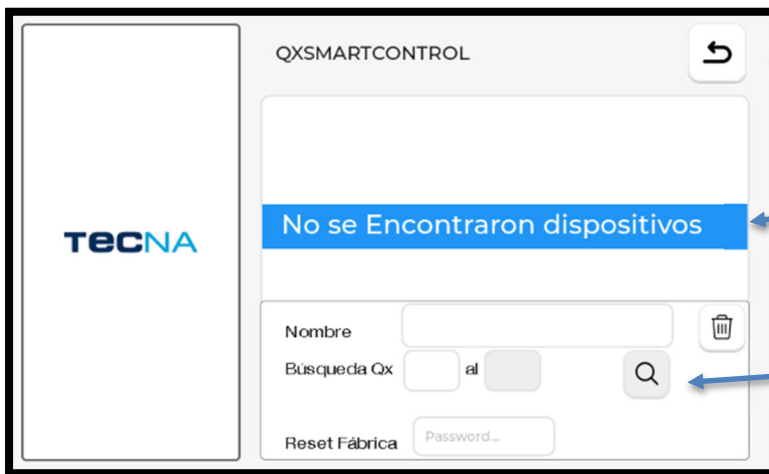 QXSMARTCONTROL
TECNA
No se Encontraron dispositivos
Nombre
Búsqueda Qx al
Reset Fábrica Password...